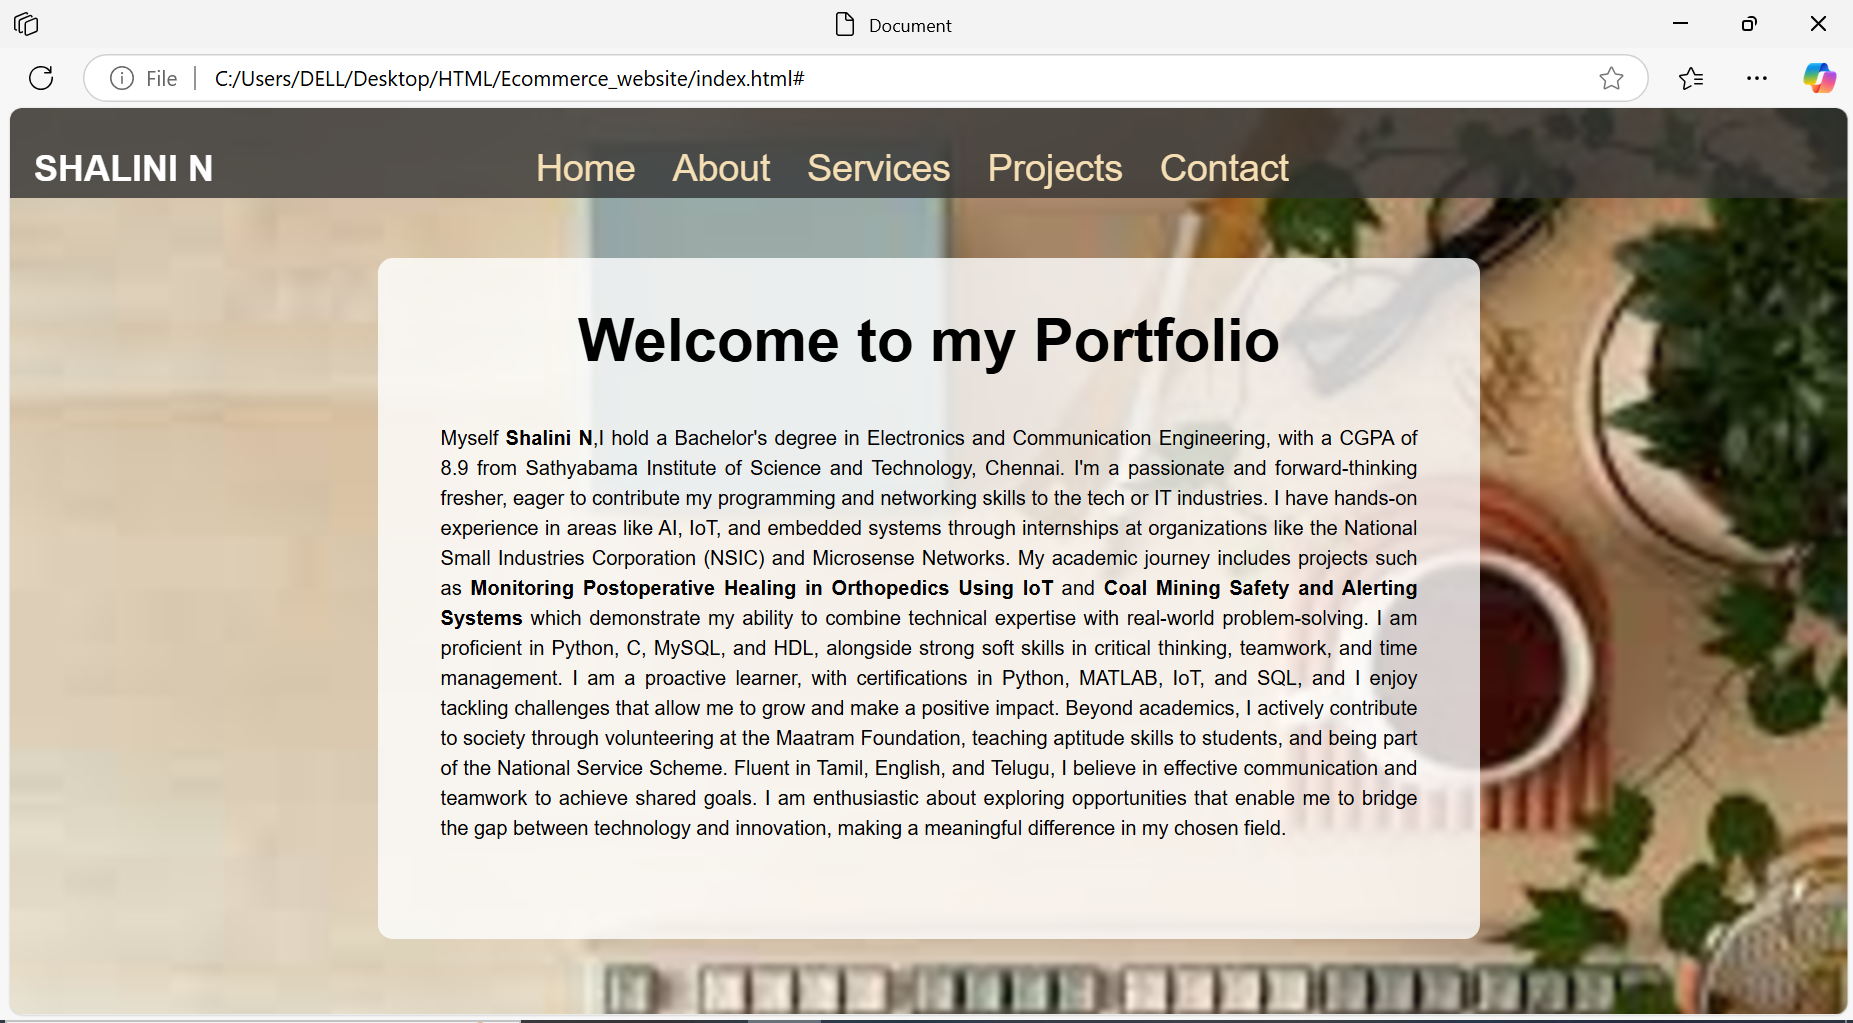 Document
File
C:/Users/DELL/Desktop/HTML/Ecommerce_website/index.html#
SHALINI N
Home About Services Projects Contact
Welcome to my Portfolio
Myself Shalini N,I hold a Bachelor's degree in Electronics and Communication Engineering, with a CGPA of
8.9 from Sathyabama Institute of Science and Technology, Chennai. I'm a passionate and forward-thinking
fresher, eager to contribute my programming and networking skills to the tech or IT industries. I have hands-on
experience in areas like AI, IoT, and embedded systems through internships at organizations like the National
Small Industries Corporation (NSIC) and Microsense Networks. My academic journey includes projects such
as Monitoring Postoperative Healing in Orthopedics Using IoT and Coal Mining Safety and Alerting
Systems which demonstrate my ability to combine technical expertise with real-world problem-solving. I am
proficient in Python, C, MySQL, and HDL, alongside strong soft skills in critical thinking, teamwork, and time
management. I am a proactive learner, with certifications in Python, MATLAB, IoT, and SQL, and I enjoy
tackling challenges that allow me to grow and make a positive impact. Beyond academics, I actively contribute
to society through volunteering at the Maatram Foundation, teaching aptitude skills to students, and being part
of the National Service Scheme. Fluent in Tamil, English, and Telugu, I believe in effective communication and
teamwork to achieve shared goals. I am enthusiastic about exploring opportunities that enable me to bridge
the gap between technology and innovation, making a meaningful difference in my chosen field.